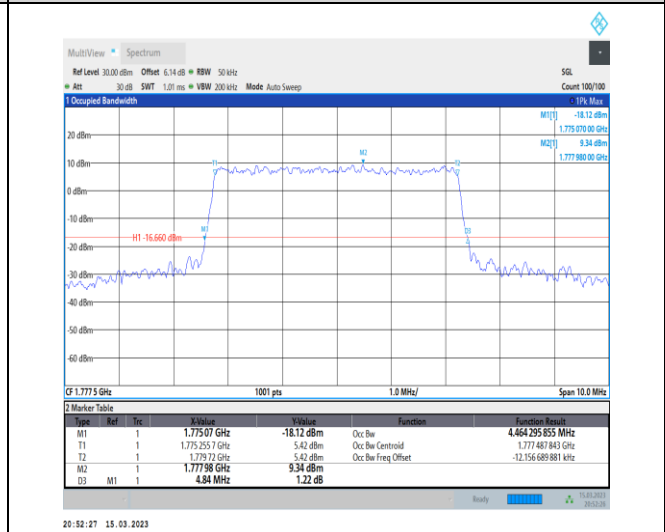 MultiView Spectrum
Ref Level 30.00 dBm Offset 6.14 dB RBW 50 kHz SGL
Att 30 dB SWT 1.01 ms VBW 200 kHz Mode Auto Sweep Count 100/100
1 Occupied Bandwidth 1Pk Max
M1[1] -18.12 dBm
1.775 070 00 GHz
20 dBm M2[1] 9.34 dBm
1.777 980 00 GHz
M2
10 dBm T1 T2
0 dBm
-10 dBm
M1 D3
H1 -16.660 dBm
-20 dBm
-30 dBm
-40 dBm
-50 dBm
-60 dBm
CF 1.777 5 GHz 1001 pts 1.0 MHz/ Span 10.0 MHz
2 Marker Table
Type Ref Trc X-Value Y-Value Function Function Result
M1 1 1.775 07 GHz -18.12 dBm Occ Bw 4.464 295 855 MHz
T1 1 1.775 255 7 GHz 5.42 dBm Occ Bw Centroid 1.777 487 843 GHz
T2 1 1.779 72 GHz 5.42 dBm Occ Bw Freq Offset -12.156 689 881 kHz
M2 1 1.777 98 GHz 9.34 dBm
D3 M1 1 4.84 MHz 1.22 dB
Ready 15.03.2023
20:52:28
20:52:27 15.03.2023